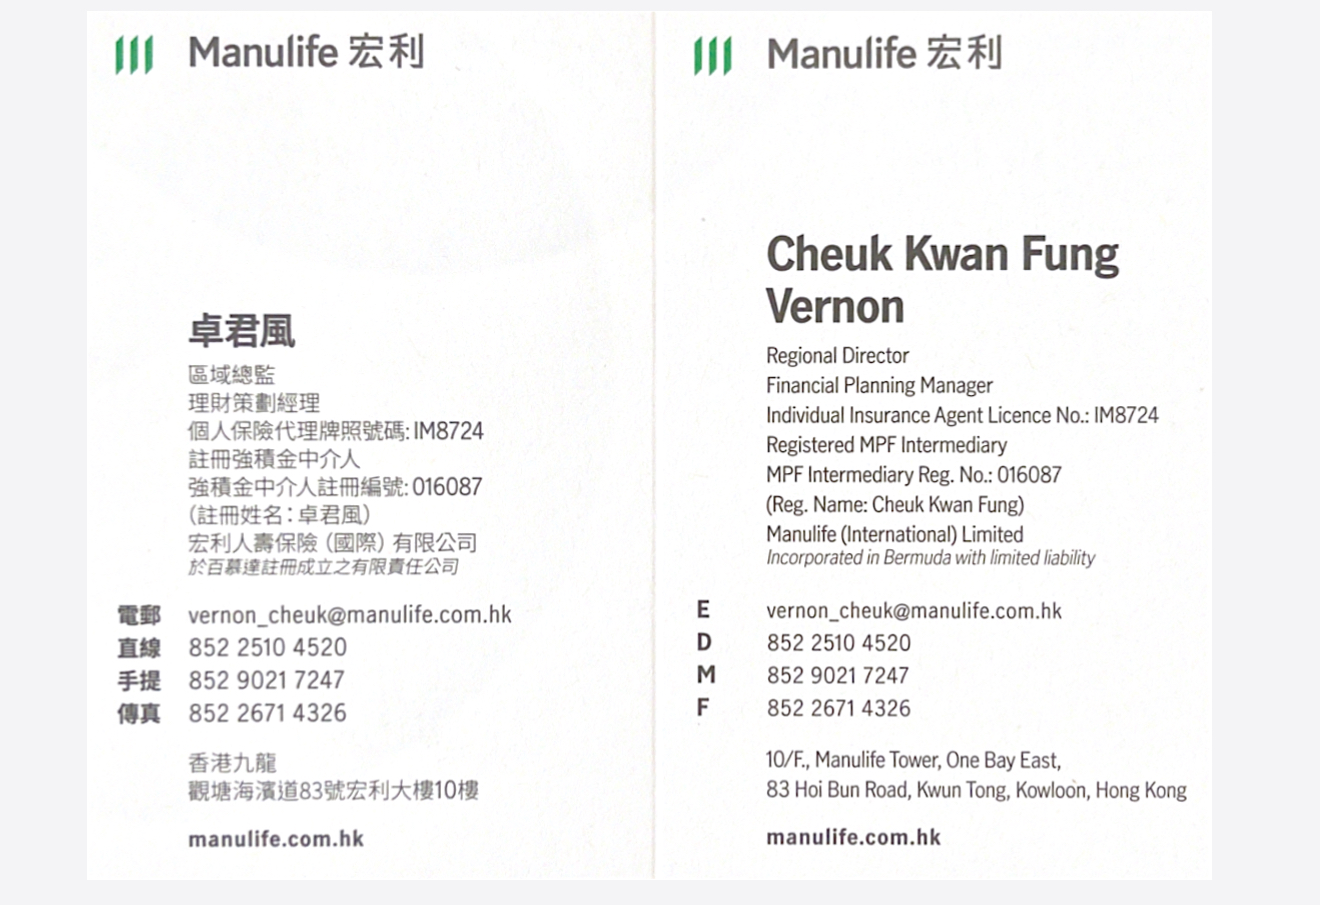 Manulife 宏利
卓君風
區域總監
理財策劃經理
個人保險代理牌照號碼: IM8724
註冊強積金中介人
強積金中介人註冊編號: 016087
(註冊姓名：卓君風)
宏利人壽保險（國際）有限公司
於百慕達註冊成立之有限責任公司
電郵 vernon_cheuk@manulife.com.hk
直線 852 2510 4520
手提 852 9021 7247
傳真 852 2671 4326
香港九龍
觀塘海濱道83號宏利大樓10樓
manulife.com.hk
Manulife 宏利
Cheuk Kwan Fung
Vernon
Regional Director
Financial Planning Manager
Individual Insurance Agent Licence No.: IM8724
Registered MPF Intermediary
MPF Intermediary Reg. No.: 016087
(Reg. Name: Cheuk Kwan Fung)
Manulife (International) Limited
Incorporated in Bermuda with limited liability
E vernon_cheuk@manulife.com.hk
D 852 2510 4520
M 852 9021 7247
F 852 2671 4326
10/F., Manulife Tower, One Bay East,
83 Hoi Bun Road, Kwun Tong, Kowloon, Hong Kong
manulife.com.hk